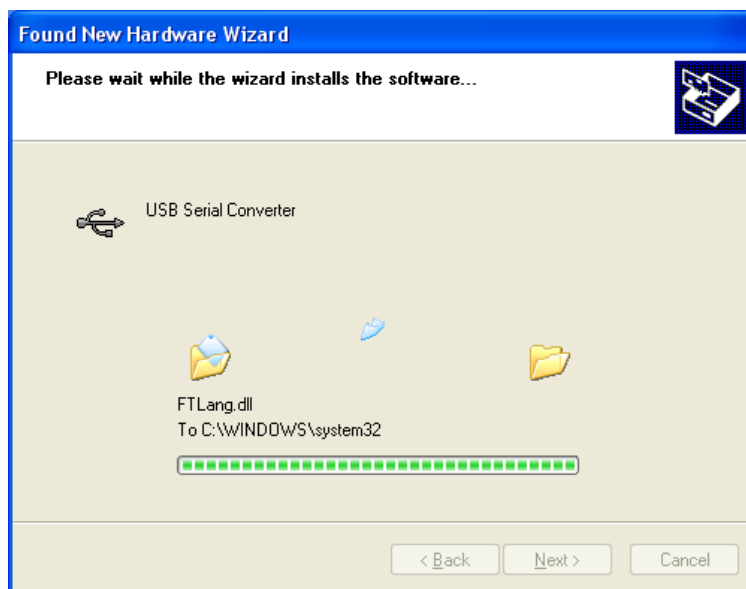 Found New Hardware Wizard
Please wait while the wizard installs the software...
USB Serial Converter
FTLang.dll
To C:\WINDOWS\system32
< Back
Next >
Cancel